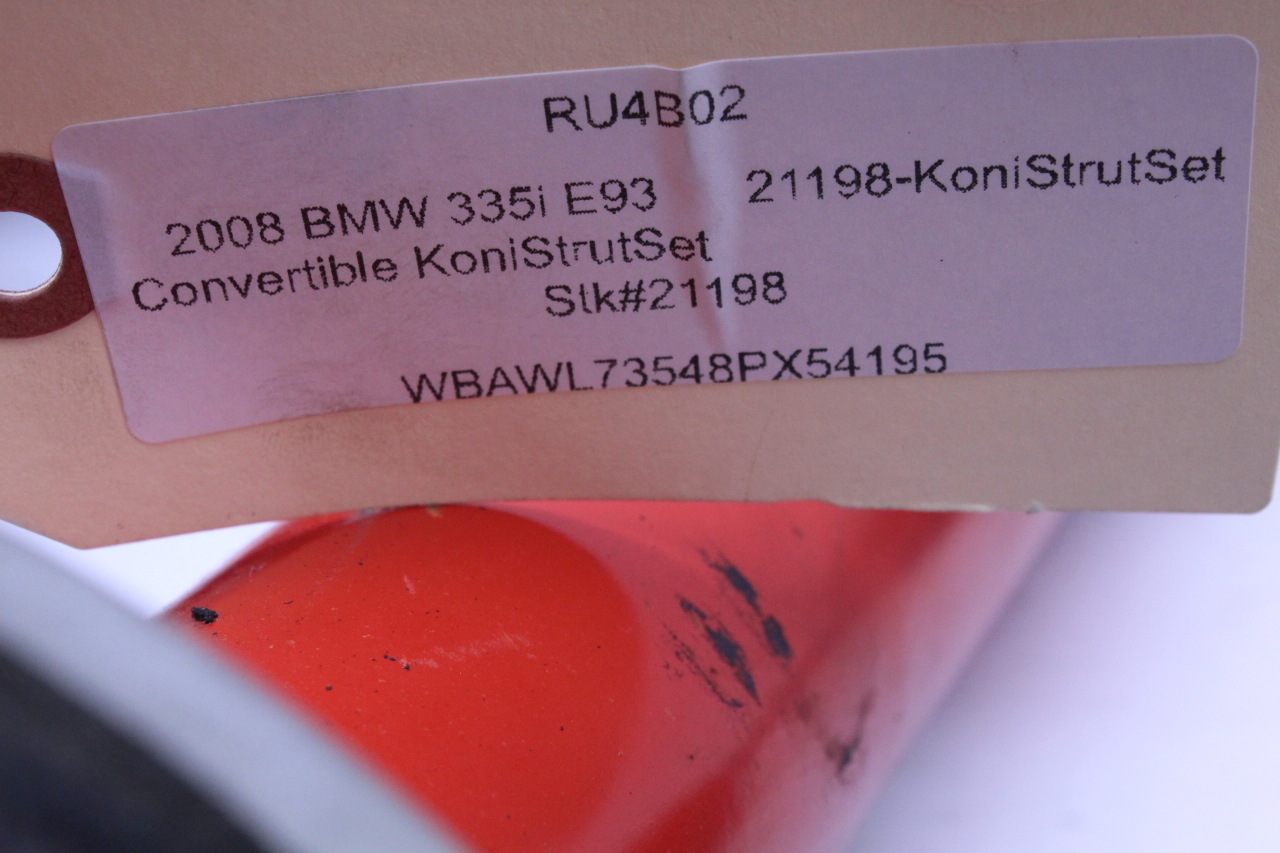 RU4B02
2008 BMW 335i E93 21198-KoniStrutSet
Convertible KoniStrutSet
Stk#21198
WBAWL73548PX54195